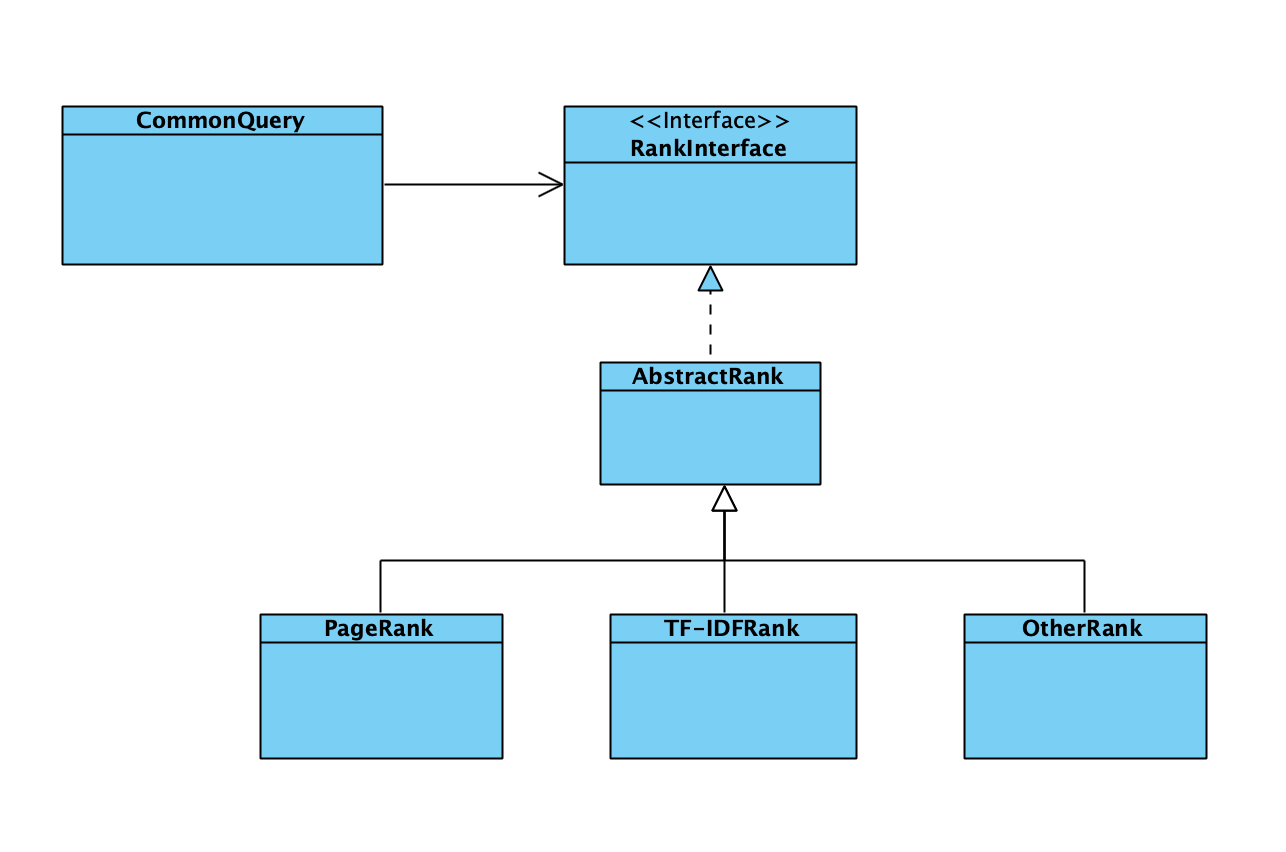 CommonQuery
<<Interface>>
RankInterface
AbstractRank
PageRank
TF-IDFRank
OtherRank